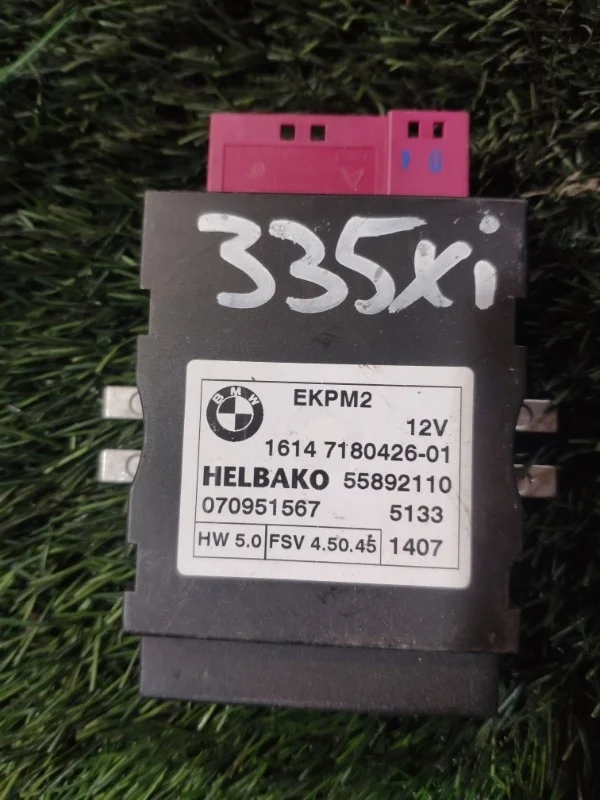 335xi
BMW
EKPM2
12V
1614 7180426-01
HELBAKO 55892110
070951567 5133
HW 5.0 FSV 4.50.45 1407